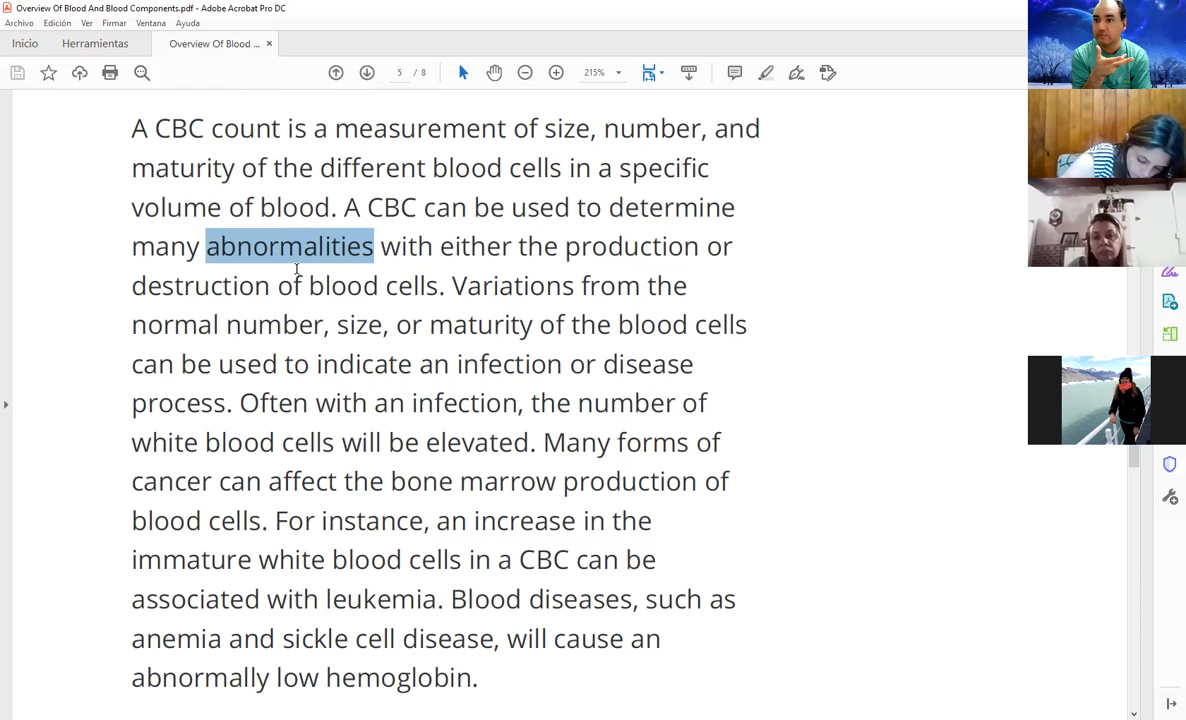 Overview Of Blood And Blood Components.pdf - Adobe Acrobat Pro DC
Archivo Edición Ver Firmar Ventana Ayuda
Inicio Herramientas Overview Of Blood ... ×
5 / 8 215%
A CBC count is a measurement of size, number, and
maturity of the different blood cells in a specific
volume of blood. A CBC can be used to determine
many abnormalities with either the production or
destruction of blood cells. Variations from the
normal number, size, or maturity of the blood cells
can be used to indicate an infection or disease
process. Often with an infection, the number of
white blood cells will be elevated. Many forms of
cancer can affect the bone marrow production of
blood cells. For instance, an increase in the
immature white blood cells in a CBC can be
associated with leukemia. Blood diseases, such as
anemia and sickle cell disease, will cause an
abnormally low hemoglobin.